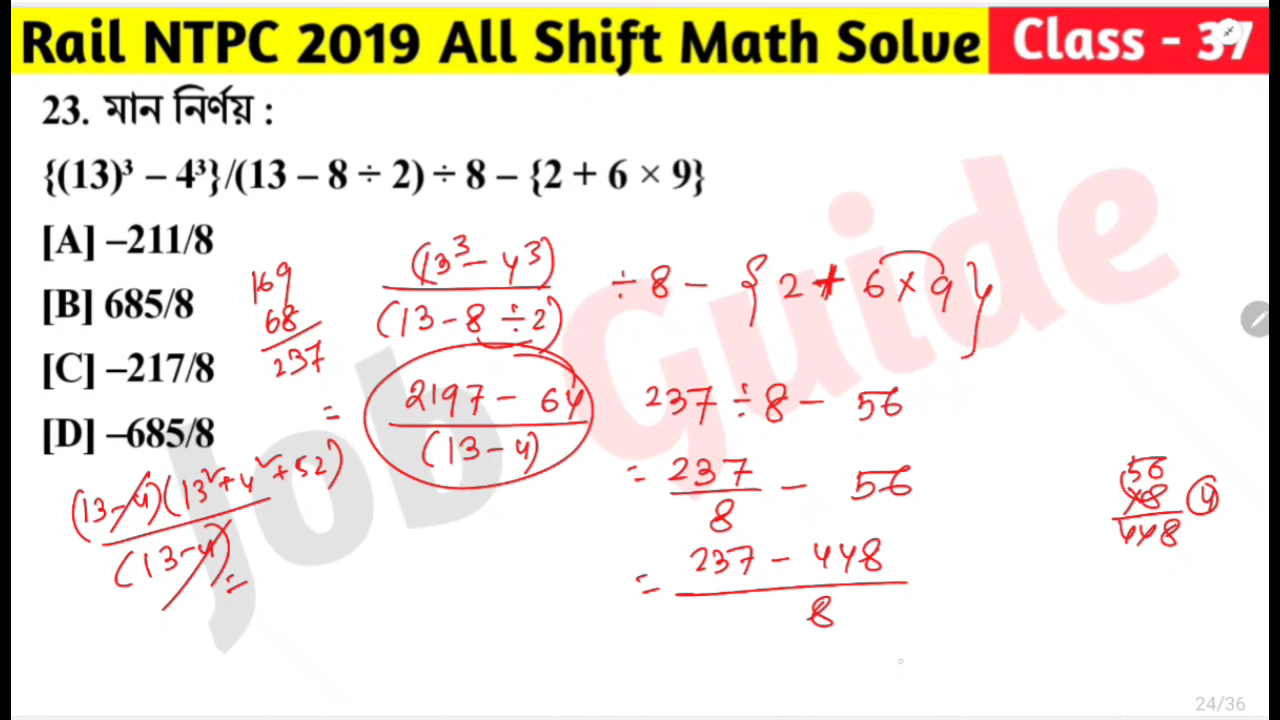 Rail NTPC 2019 All Shift Math Solve Class - 37
23. মান নির্ণয় :
{(13)³ – 4³}/(13 – 8 ÷ 2) ÷ 8 – {2 + 6 × 9}
[A] –211/8
[B] 685/8
[C] –217/8
[D] –685/8
(13³ – 4³)
(13 – 8 ÷ 2)
÷ 8 – { 2 + 6 × 9 }
169
68
237
= 2197 – 64
(13 – 4)
237 ÷ 8 – 56
(13–4)(13²+4²+52)
(13–4)
=
= 237/8 – 56
56
×8
448
4
= 237 – 448
8
Job Guide
24/36